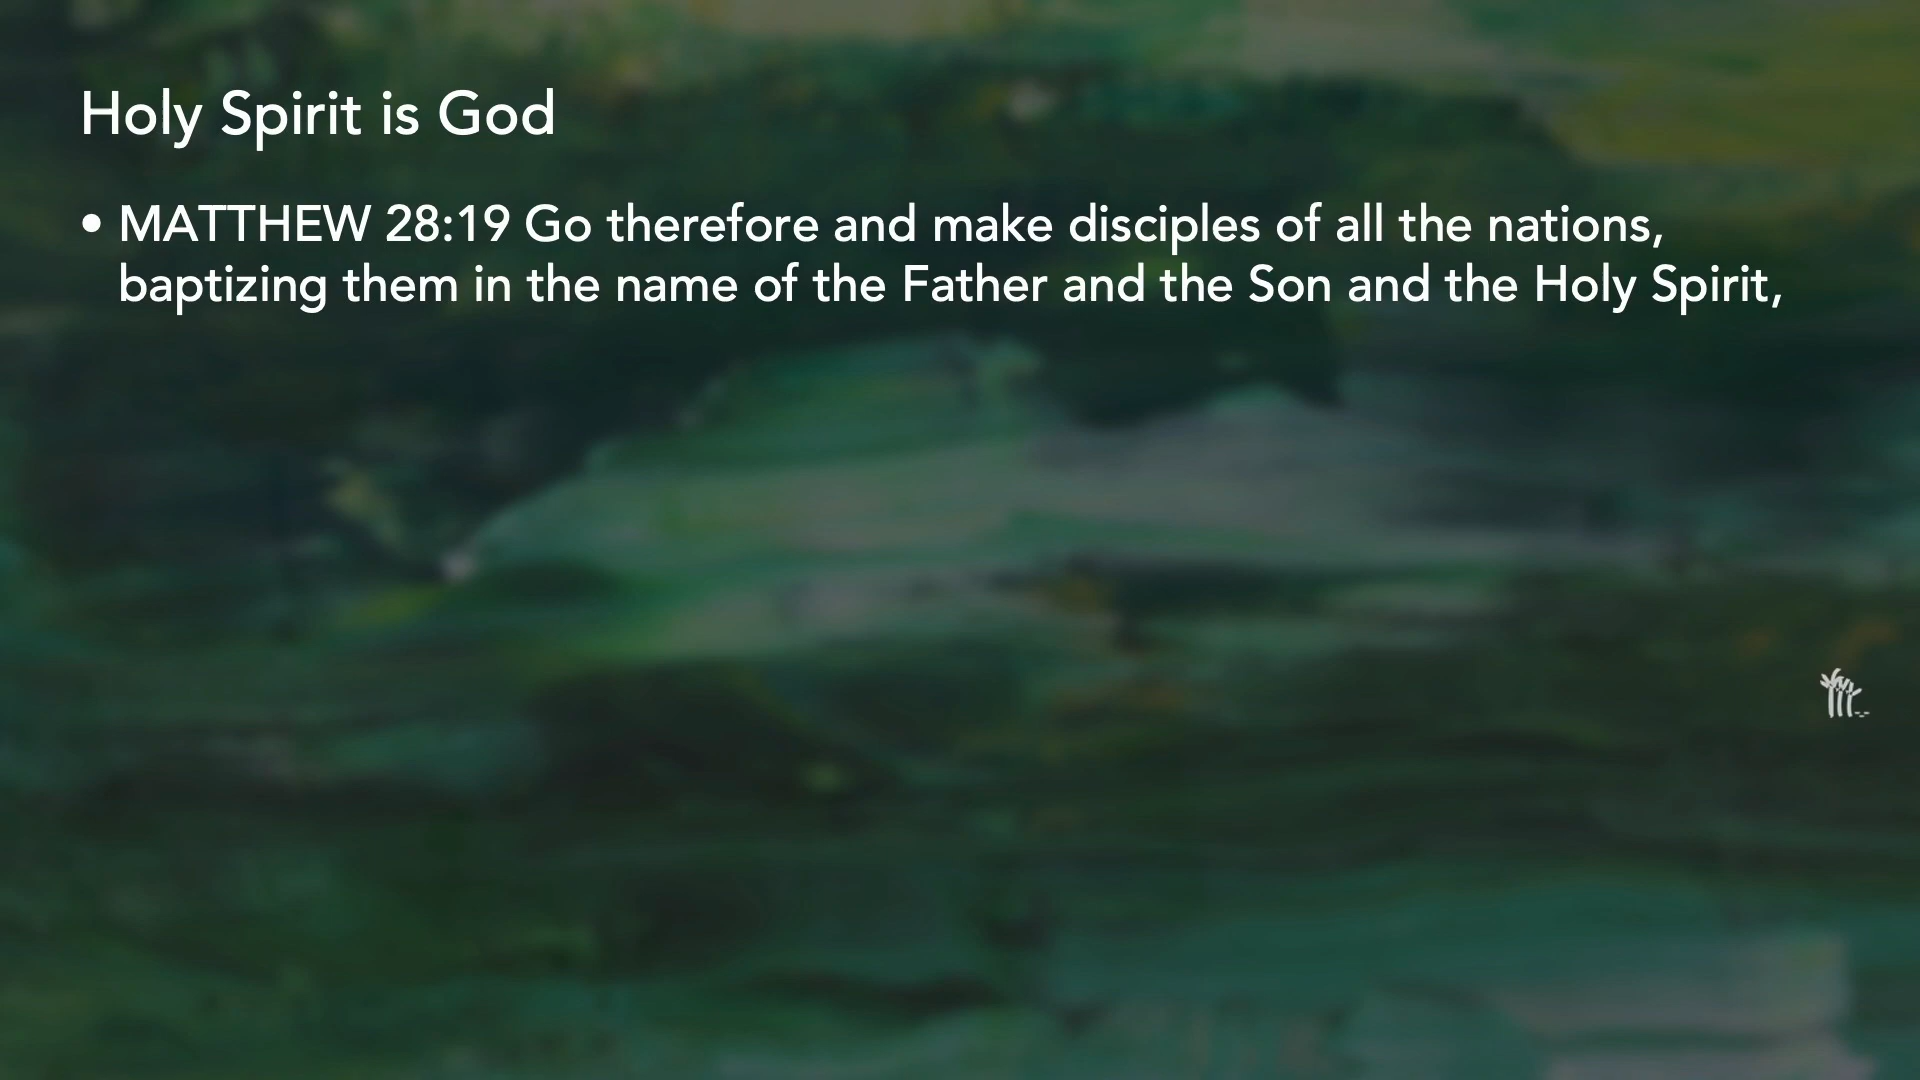 Holy Spirit is God
• MATTHEW 28:19 Go therefore and make disciples of all the nations,
baptizing them in the name of the Father and the Son and the Holy Spirit,